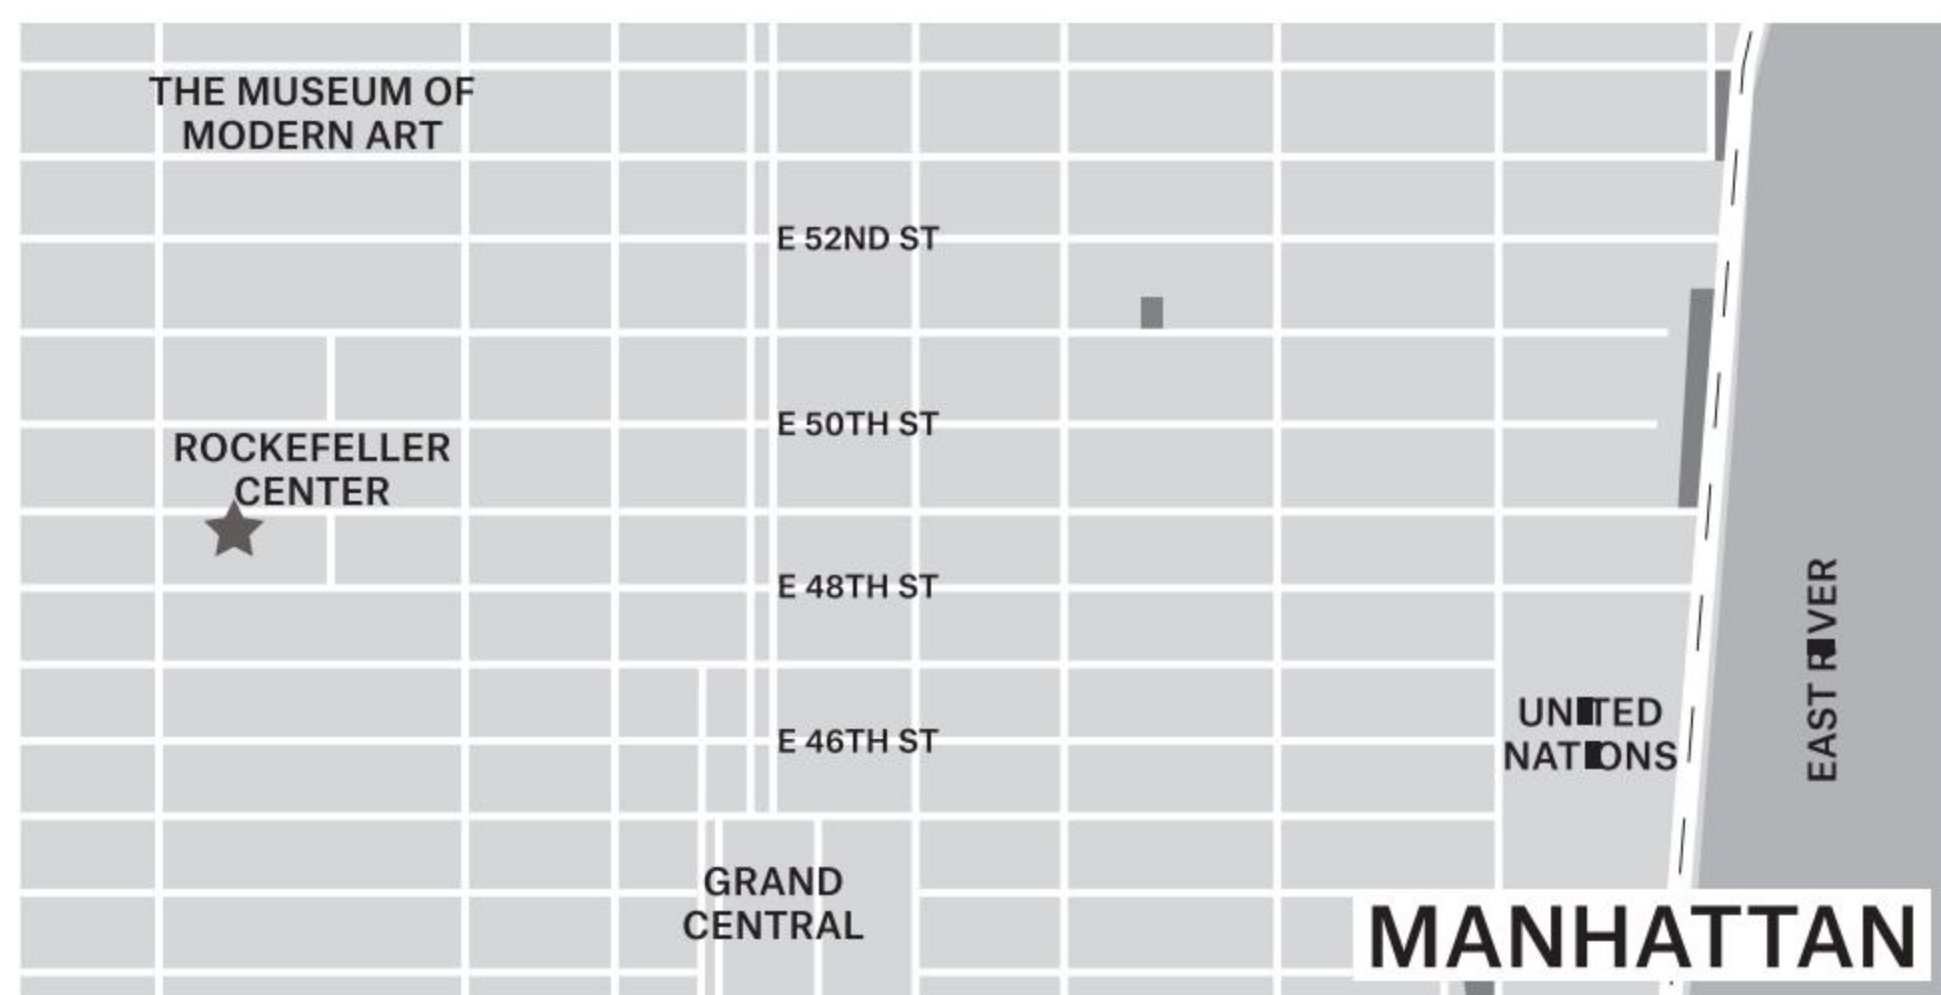 THE MUSEUM OF
MODERN ART
E 52ND ST
E 50TH ST
ROCKEFELLER
CENTER
E 48TH ST
UNITED
NATIONS
E 46TH ST
EAST RIVER
GRAND
CENTRAL
MANHATTAN